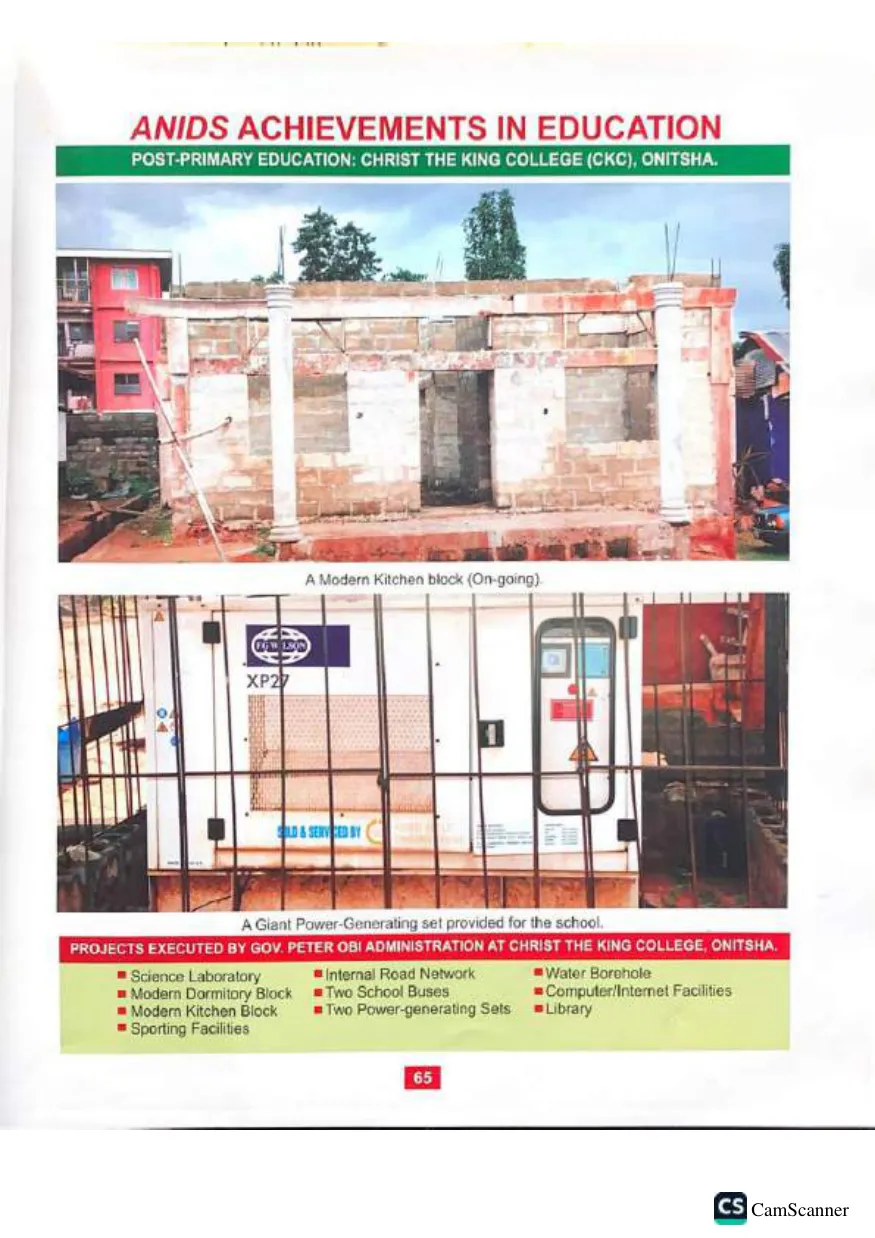 ANIDS ACHIEVEMENTS IN EDUCATION
POST-PRIMARY EDUCATION: CHRIST THE KING COLLEGE (CKC), ONITSHA.
A Modern Kitchen block (On-going).
FG WILSON
XP27
SOLD & SERVICED BY
A Giant Power-Generating set provided for the school.
PROJECTS EXECUTED BY GOV. PETER OBI ADMINISTRATION AT CHRIST THE KING COLLEGE, ONITSHA.
Science Laboratory
Modern Dormitory Block
Modern Kitchen Block
Sporting Facilities
Internal Road Network
Two School Buses
Two Power-generating Sets
Water Borehole
Computer/Internet Facilities
Library
65
CS CamScanner